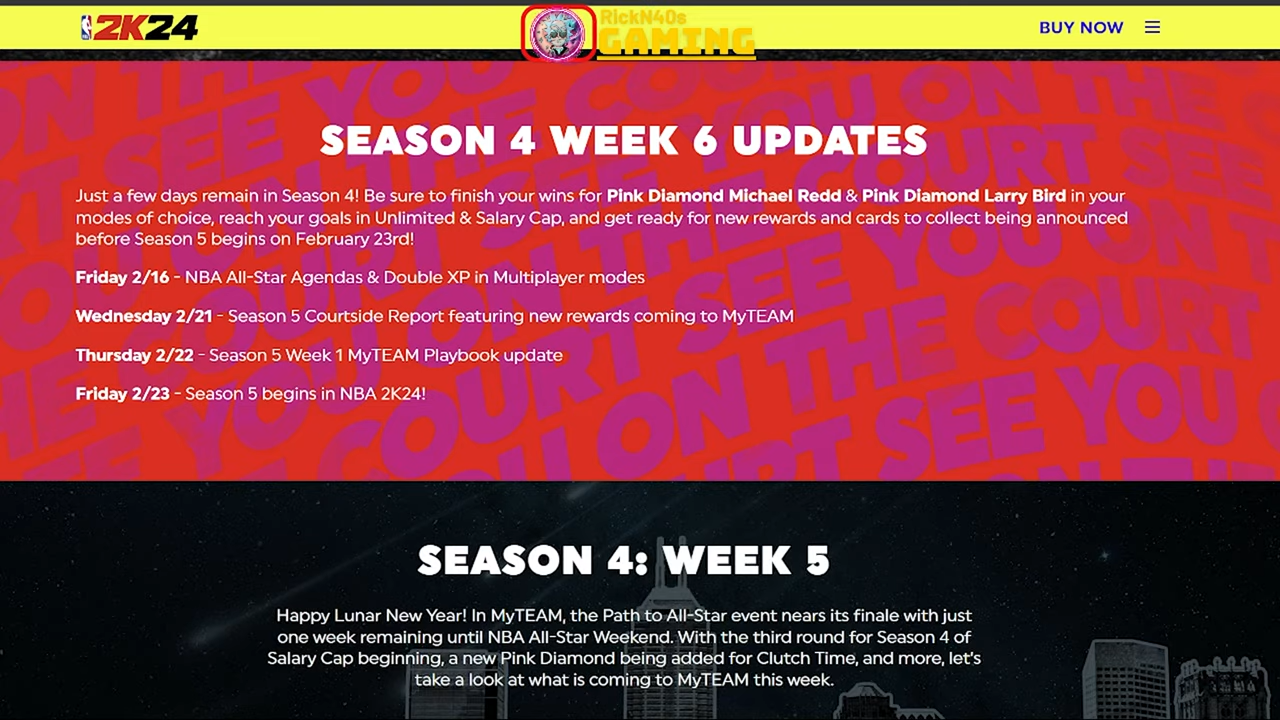 NBA 2K24
RickN40s
GAMING
BUY NOW
SEASON 4 WEEK 6 UPDATES
Just a few days remain in Season 4! Be sure to finish your wins for Pink Diamond Michael Redd & Pink Diamond Larry Bird in your
modes of choice, reach your goals in Unlimited & Salary Cap, and get ready for new rewards and cards to collect being announced
before Season 5 begins on February 23rd!
Friday 2/16 - NBA All-Star Agendas & Double XP in Multiplayer modes
Wednesday 2/21 - Season 5 Courtside Report featuring new rewards coming to MyTEAM
Thursday 2/22 - Season 5 Week 1 MyTEAM Playbook update
Friday 2/23 - Season 5 begins in NBA 2K24!
SEE YOU ON THE COURT
SEASON 4: WEEK 5
Happy Lunar New Year! In MyTEAM, the Path to All-Star event nears its finale with just
one week remaining until NBA All-Star Weekend. With the third round for Season 4 of
Salary Cap beginning, a new Pink Diamond being added for Clutch Time, and more, let's
take a look at what is coming to MyTEAM this week.